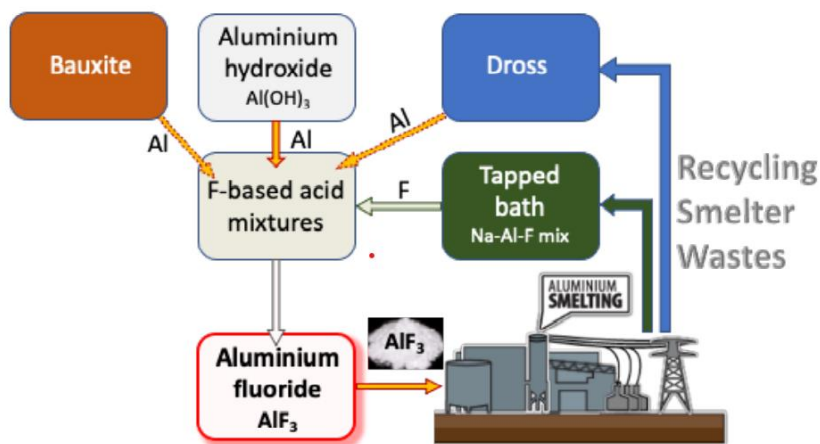 Bauxite
Aluminium
hydroxide
Al(OH)₃
Dross
Al
Al
Al
F-based acid
mixtures
F
Tapped
bath
Na-Al-F mix
Recycling
Smelter
Wastes
ALUMINIUM
SMELTING
AlF₃
Aluminium
fluoride
AlF₃